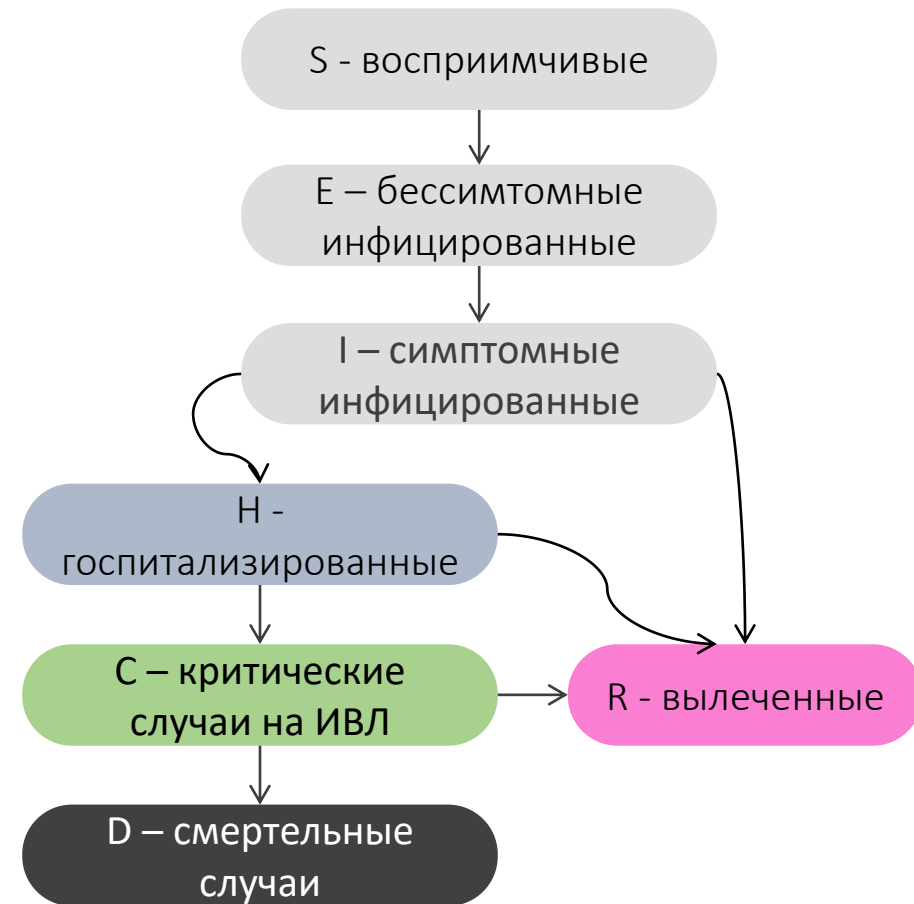 S - восприимчивые
E – бессимтомные
инфицированные
I – симптомные
инфицированные
H -
госпитализированные
C – критические
случаи на ИВЛ
R - вылеченные
D – смертельные
случаи